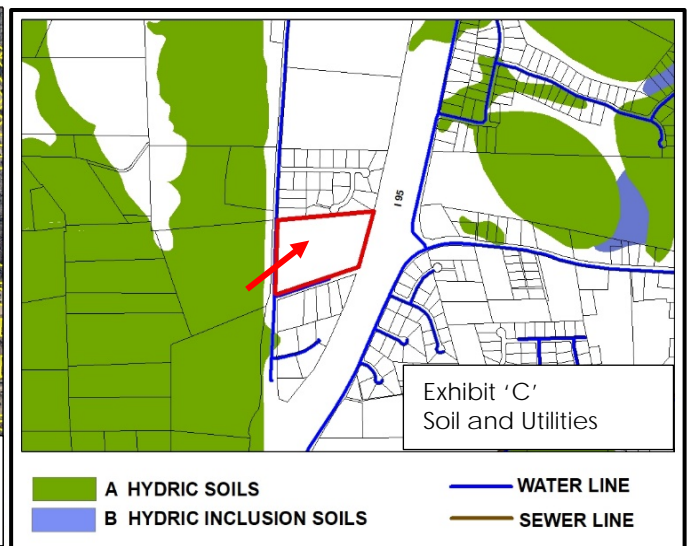 I 95
Exhibit 'C'
Soil and Utilities
A HYDRIC SOILS
B HYDRIC INCLUSION SOILS
WATER LINE
SEWER LINE